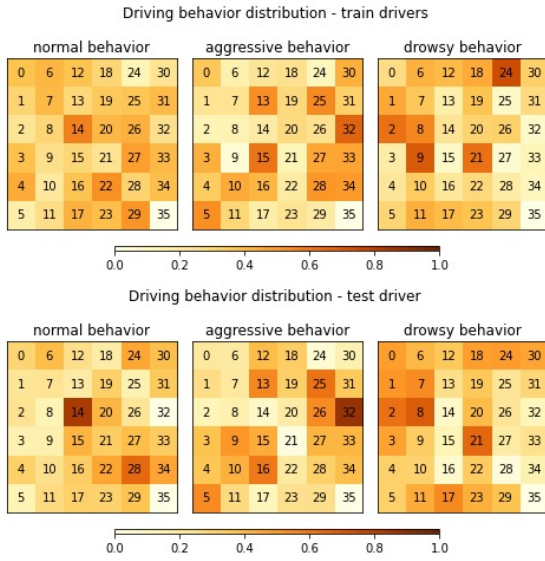 Driving behavior distribution - train drivers
normal behavior aggressive behavior drowsy behavior
0 6 12 18 24 30 0 6 12 18 24 30 0 6 12 18 24 30
1 7 13 19 25 31 1 7 13 19 25 31 1 7 13 19 25 31
2 8 14 20 26 32 2 8 14 20 26 32 2 8 14 20 26 32
3 9 15 21 27 33 3 9 15 21 27 33 3 9 15 21 27 33
4 10 16 22 28 34 4 10 16 22 28 34 4 10 16 22 28 34
5 11 17 23 29 35 5 11 17 23 29 35 5 11 17 23 29 35
0.0 0.2 0.4 0.6 0.8 1.0
Driving behavior distribution - test driver
normal behavior aggressive behavior drowsy behavior
0 6 12 18 24 30 0 6 12 18 24 30 0 6 12 18 24 30
1 7 13 19 25 31 1 7 13 19 25 31 1 7 13 19 25 31
2 8 14 20 26 32 2 8 14 20 26 32 2 8 14 20 26 32
3 9 15 21 27 33 3 9 15 21 27 33 3 9 15 21 27 33
4 10 16 22 28 34 4 10 16 22 28 34 4 10 16 22 28 34
5 11 17 23 29 35 5 11 17 23 29 35 5 11 17 23 29 35
0.0 0.2 0.4 0.6 0.8 1.0